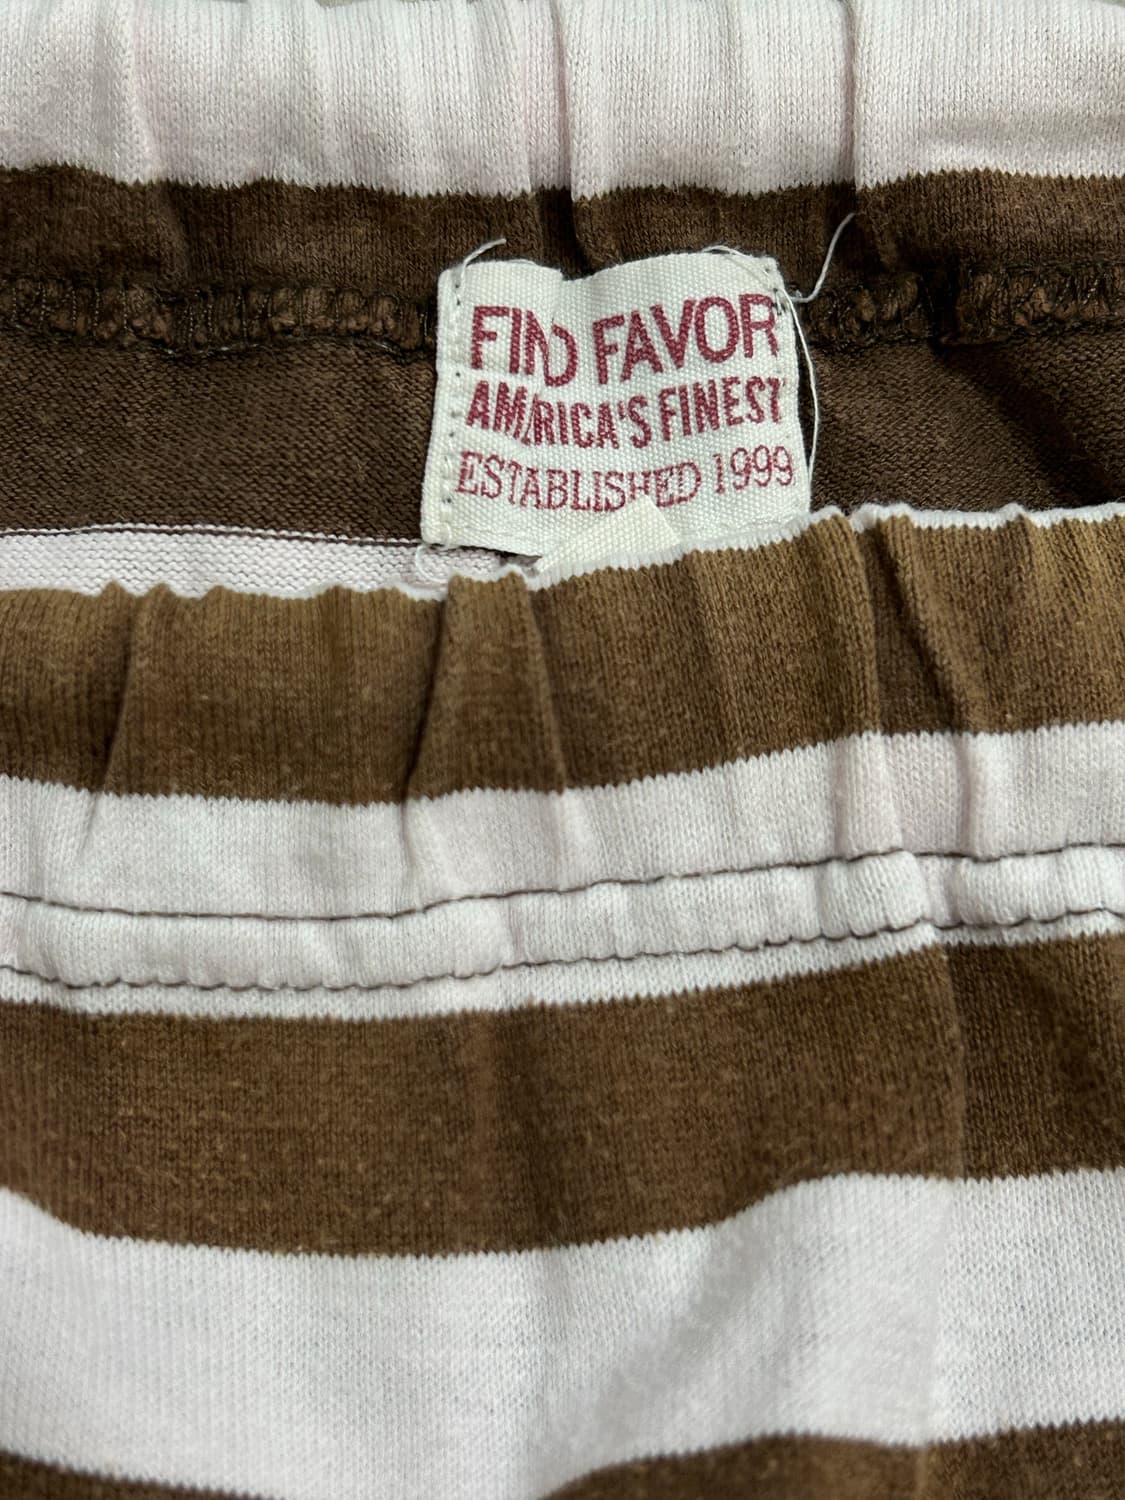 FIND FAVOR
AMERICA'S FINEST
ESTABLISHED 1999